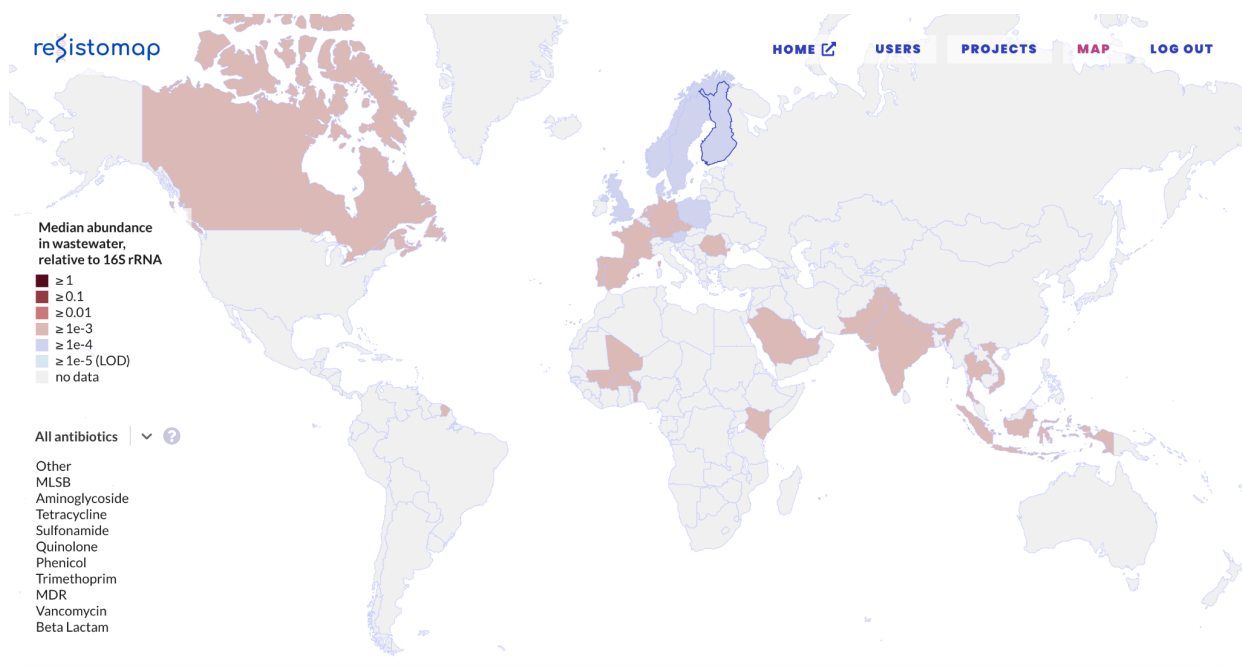 resistomap
HOME USERS PROJECTS MAP LOG OUT
Median abundance
in wastewater,
relative to 16S rRNA
≥ 1
≥ 0.1
≥ 0.01
≥ 1e-3
≥ 1e-4
≥ 1e-5 (LOD)
no data
All antibiotics ?
Other
MLSB
Aminoglycoside
Tetracycline
Sulfonamide
Quinolone
Phenicol
Trimethoprim
MDR
Vancomycin
Beta Lactam